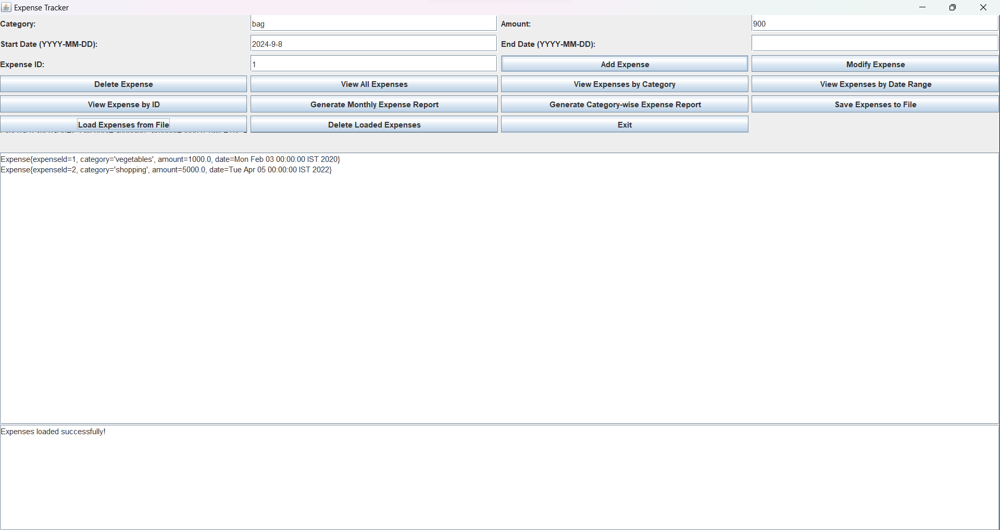 Expense Tracker
Category: bag Amount: 900
Start Date (YYYY-MM-DD): 2024-9-8 End Date (YYYY-MM-DD):
Expense ID: 1 Add Expense Modify Expense
Delete Expense View All Expenses View Expenses by Category View Expenses by Date Range
View Expense by ID Generate Monthly Expense Report Generate Category-wise Expense Report Save Expenses to File
Load Expenses from File Delete Loaded Expenses Exit
Expense{expenseId=1, category='vegetables', amount=1000.0, date=Mon Feb 03 00:00:00 IST 2020}
Expense{expenseId=2, category='shopping', amount=5000.0, date=Tue Apr 05 00:00:00 IST 2022}
Expenses loaded successfully!